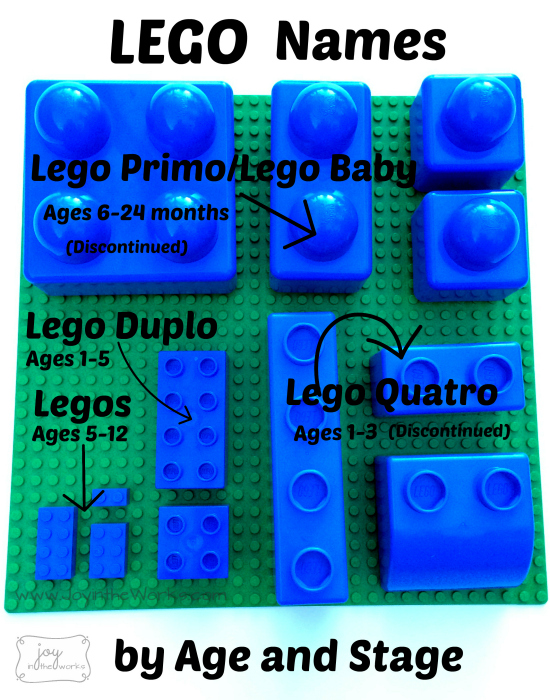 LEGO Names
Lego Primo/Lego Baby
Ages 6-24 months
(Discontinued)
Lego Duplo
Ages 1-5
Lego Quatro
Ages 1-3 (Discontinued)
Legos
Ages 5-12
www.JoyintheWorks.com
joy
in the works
by Age and Stage